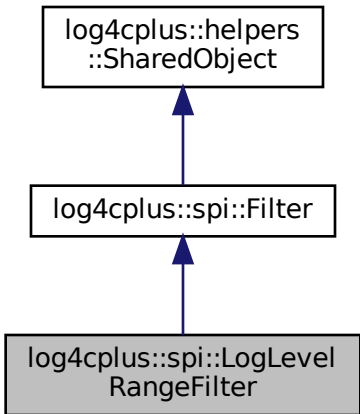 log4cplus::helpers
::SharedObject
log4cplus::spi::Filter
log4cplus::spi::LogLevel
RangeFilter